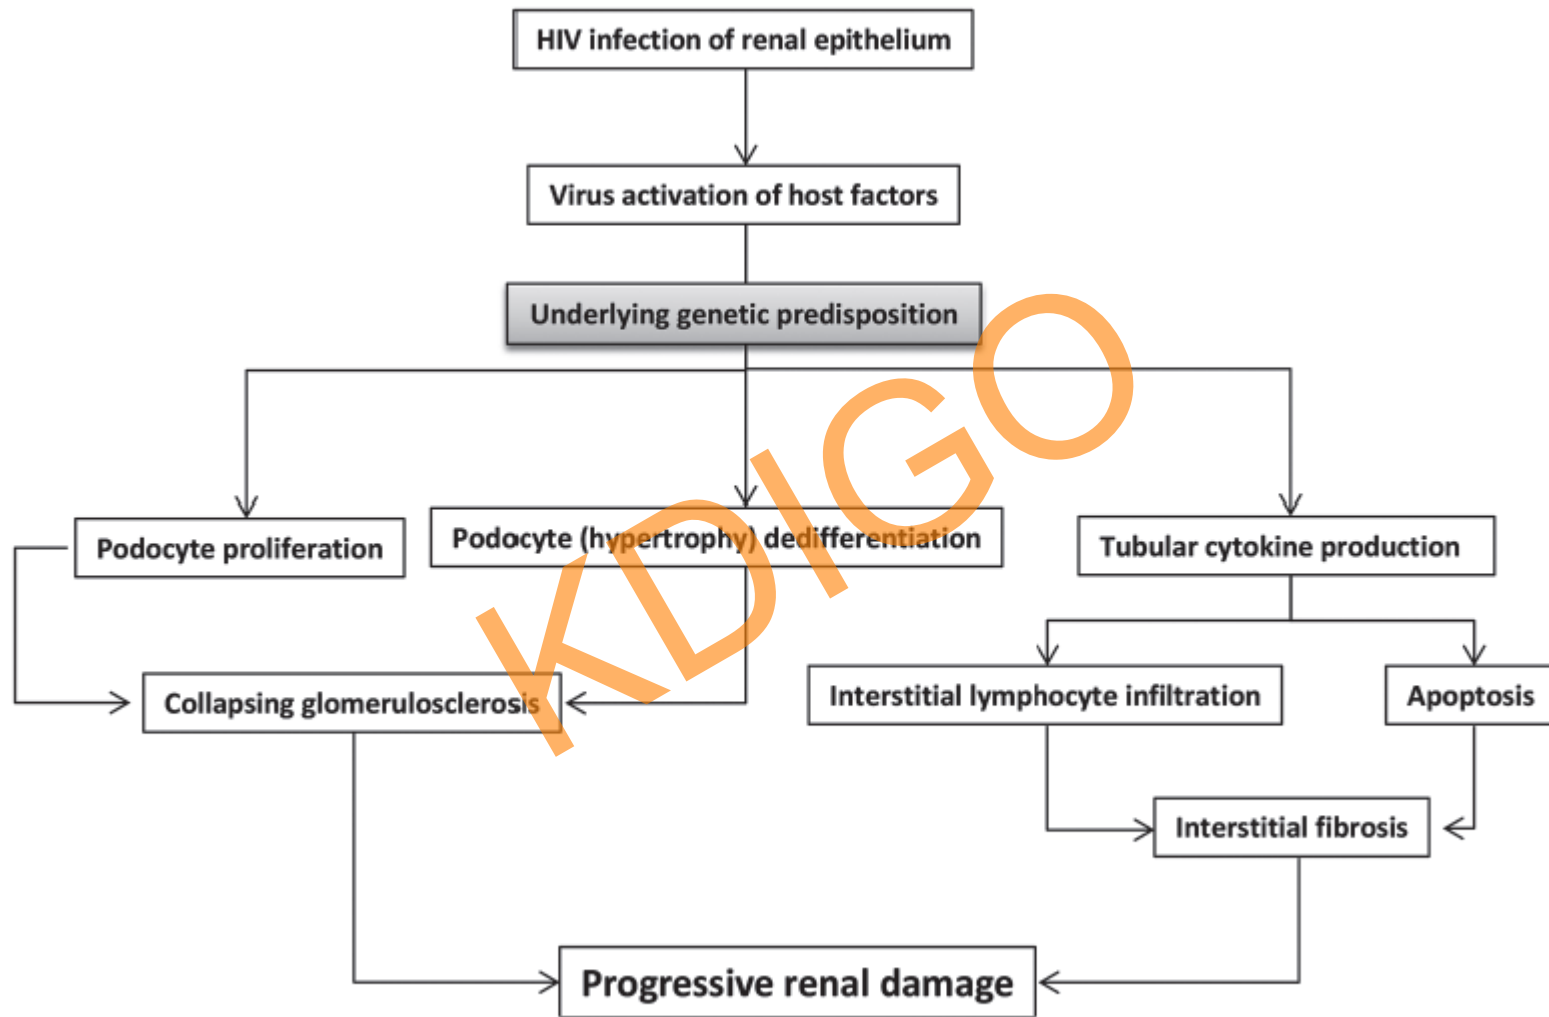 HIV infection of renal epithelium
Virus activation of host factors
Underlying genetic predisposition
Podocyte proliferation
Podocyte (hypertrophy) dedifferentiation
Tubular cytokine production
Collapsing glomerulosclerosis
Interstitial lymphocyte infiltration
Apoptosis
Interstitial fibrosis
Progressive renal damage
KDIGO